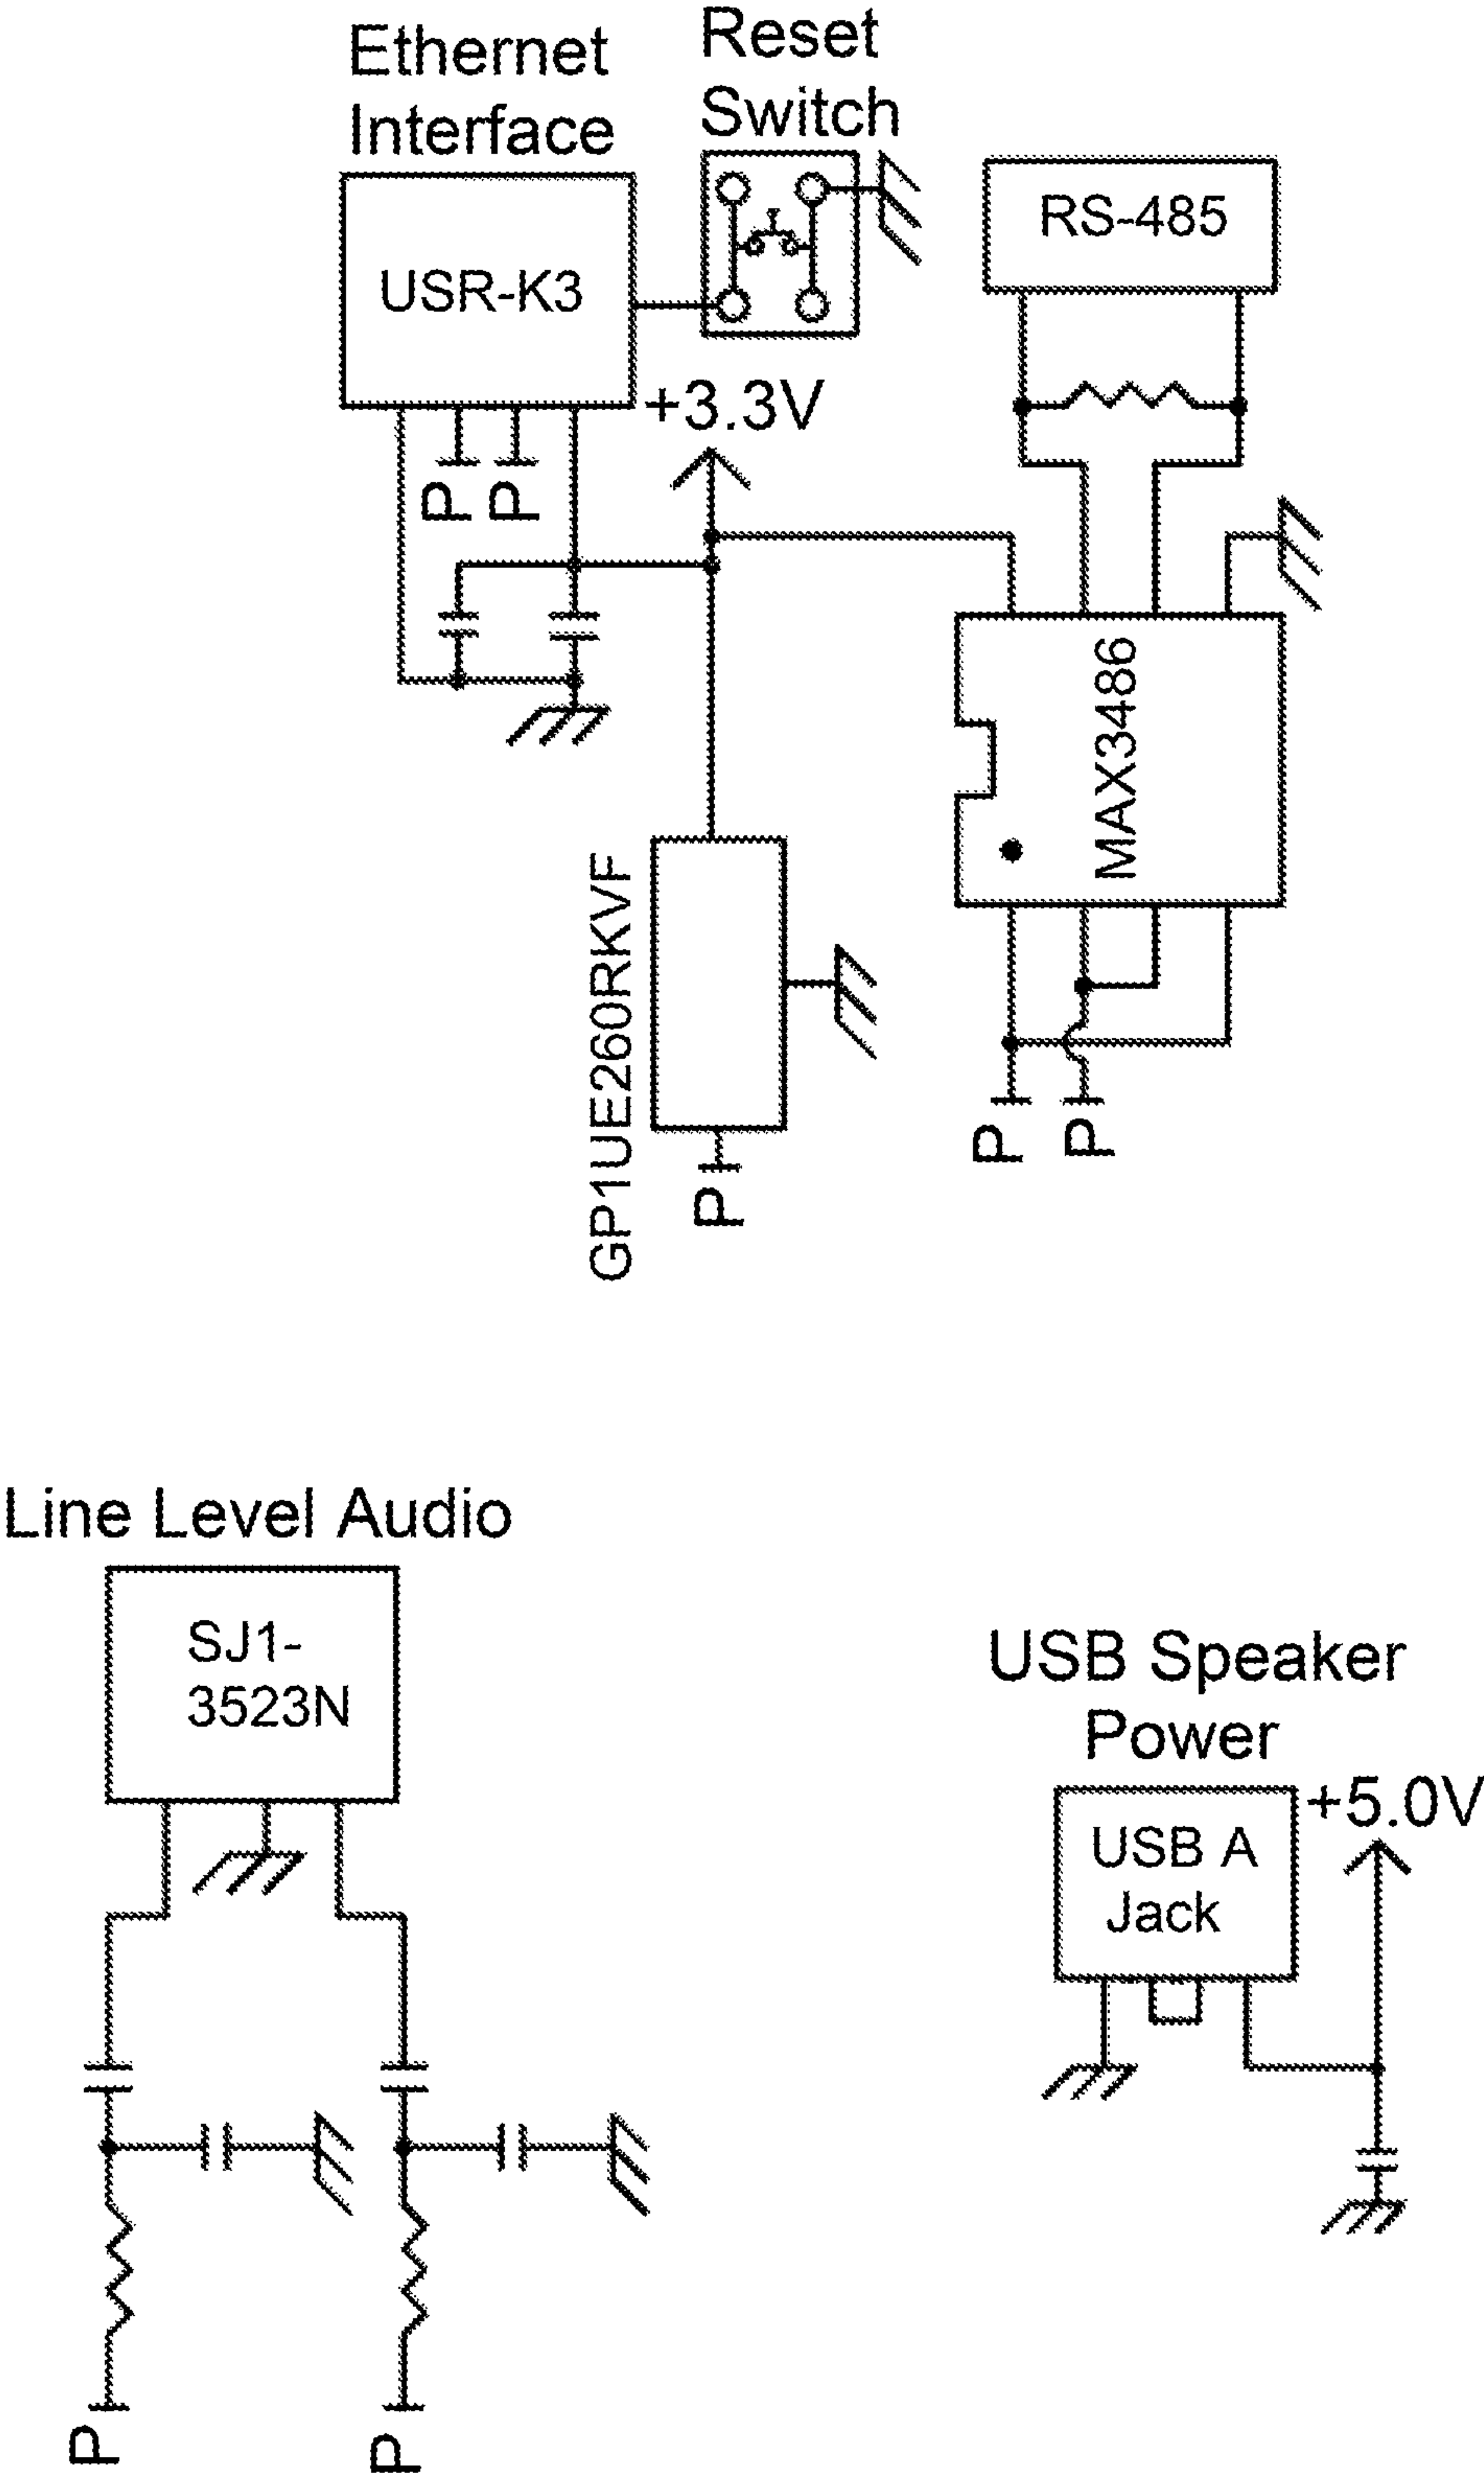 Ethernet
Interface
Reset
Switch
USR-K3
RS-485
+3.3V
P
P
MAX3486
GP1UE260RKVF
P
P
P
Line Level Audio
SJ1-
3523N
USB Speaker
Power
+5.0V
USB A
Jack
P
P